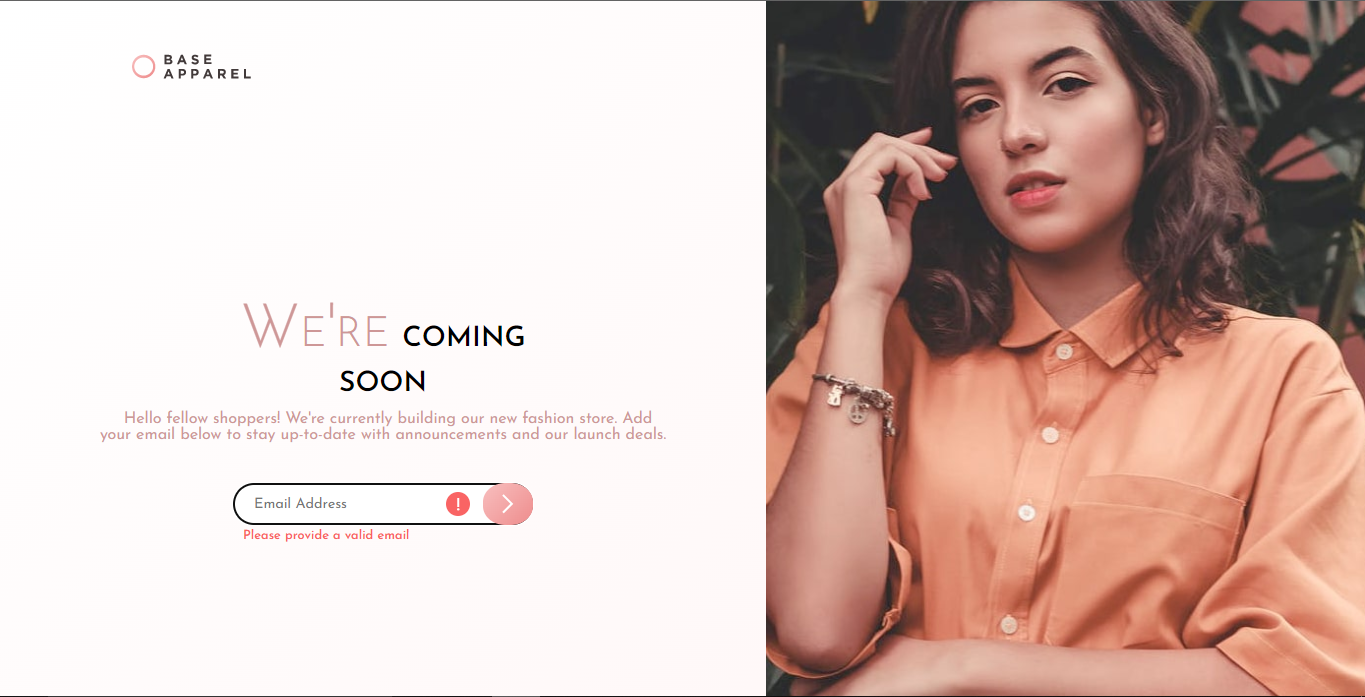 BASE
APPAREL
We're COMING
SOON
Hello fellow shoppers! We're currently building our new fashion store. Add
your email below to stay up-to-date with announcements and our launch deals.
Email Address !
Please provide a valid email